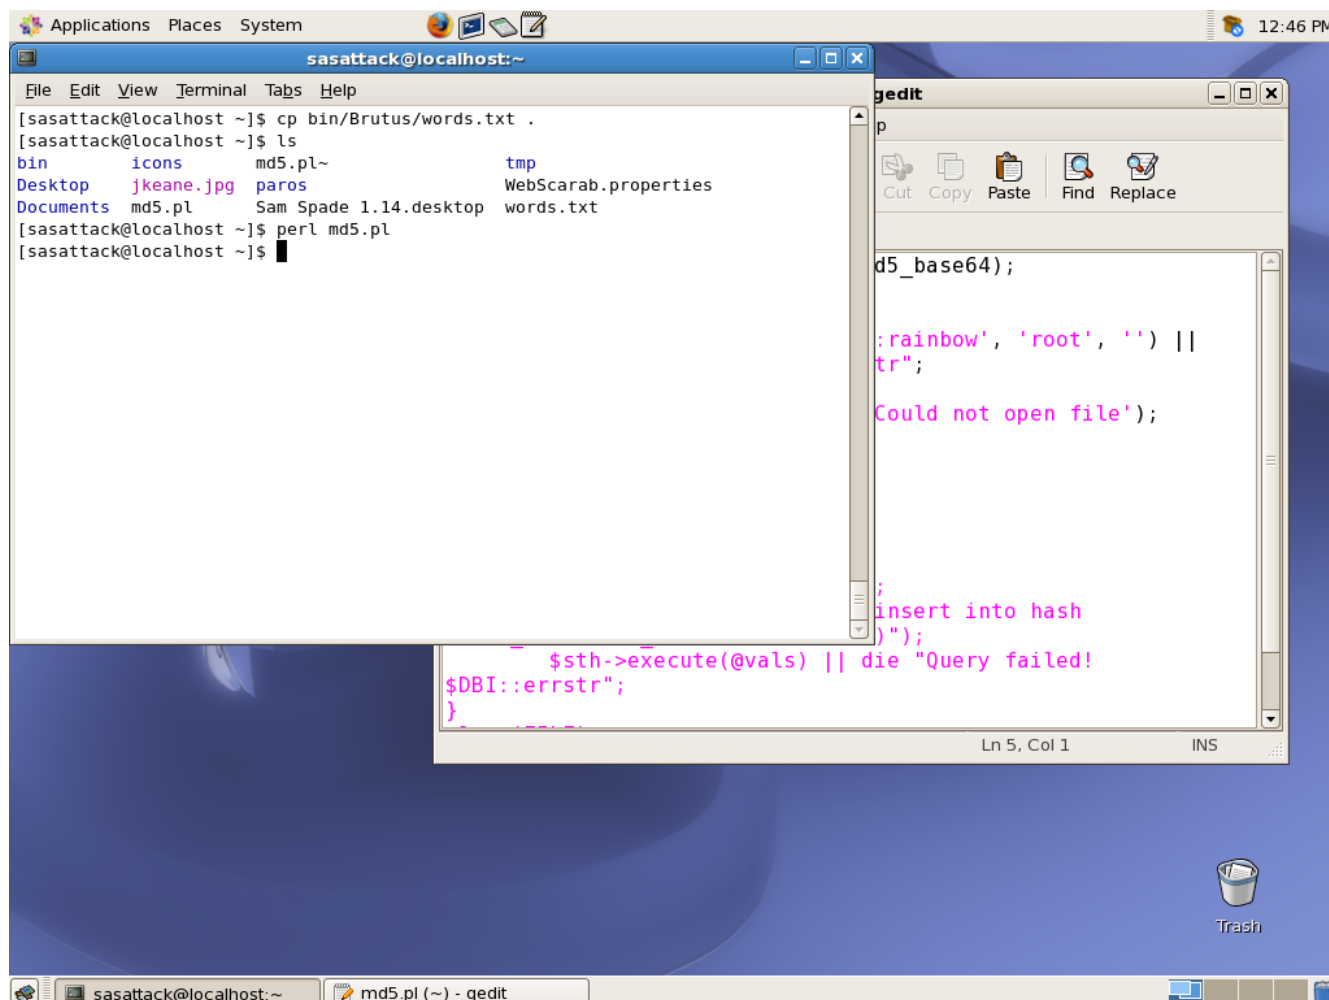 Applications Places System 12:46 PM
sasattack@localhost:~
File Edit View Terminal Tabs Help
[sasattack@localhost ~]$ cp bin/Brutus/words.txt .
[sasattack@localhost ~]$ ls
bin icons md5.pl~ tmp
Desktop jkeane.jpg paros WebScarab.properties
Documents md5.pl Sam Spade 1.14.desktop words.txt
[sasattack@localhost ~]$ perl md5.pl
[sasattack@localhost ~]$
gedit
p
Cut Copy Paste Find Replace
d5_base64);
:rainbow', 'root', '') ||
tr";
Could not open file');
;
insert into hash
)");
$sth->execute(@vals) || die "Query failed!
$DBI::errstr";
}
Ln 5, Col 1 INS
Trash
sasattack@localhost:~ md5.pl (~) - gedit